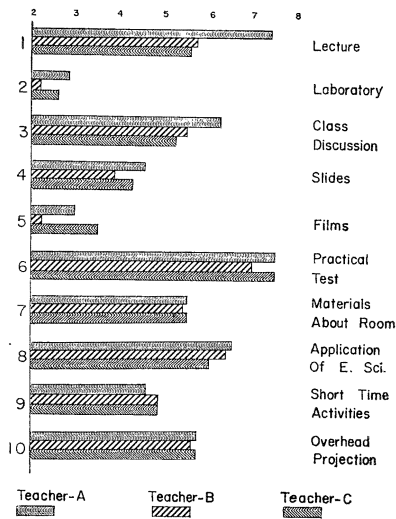 2 3 4 5 6 7 8
1 Lecture
2 Laboratory
3 Class
Discussion
4 Slides
5 Films
6 Practical
Test
7 Materials
About Room
8 Application
Of E. Sci.
9 Short Time
Activities
10 Overhead
Projection
Teacher-A Teacher-B Teacher-C